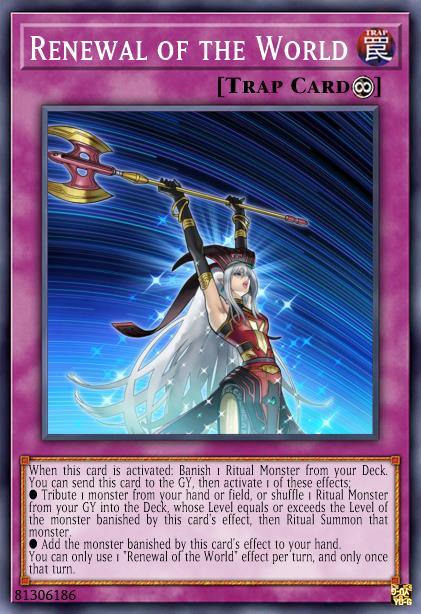 RENEWAL OF THE WORLD
TRAP
罠
[TRAP CARD]
When this card is activated: Banish 1 Ritual Monster from your Deck.
You can send this card to the GY, then activate 1 of these effects;
● Tribute 1 monster from your hand or field, or shuffle 1 Ritual Monster
from your GY into the Deck, whose Level equals or exceeds the Level of
the monster banished by this card's effect, then Ritual Summon that
monster.
● Add the monster banished by this card's effect to your hand.
You can only use 1 "Renewal of the World" effect per turn, and only once
that turn.
81306186